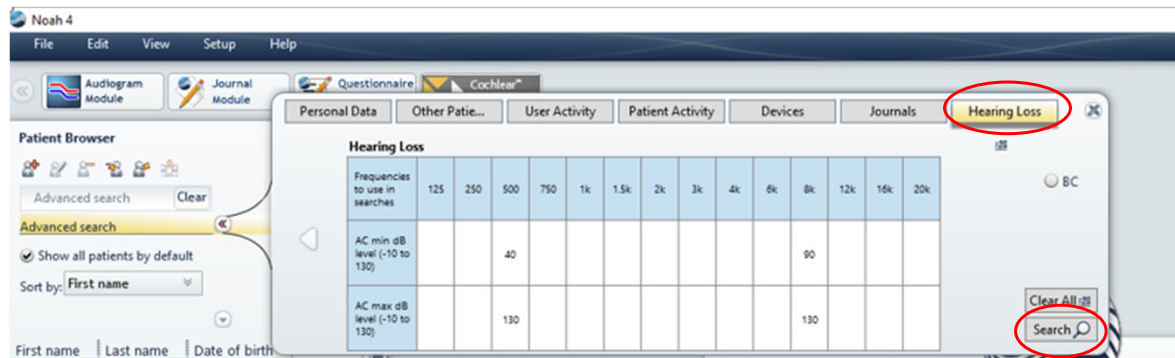 Noah 4
File Edit View Setup Help
Audiogram Module
Journal Module
Questionnaire
Cochlear™
Personal Data Other Patie... User Activity Patient Activity Devices Journals Hearing Loss
Patient Browser
Advanced search Clear
Advanced search
Show all patients by default
Sort by: First name
First name Last name Date of birth
Hearing Loss
Frequencies to use in searches 125 250 500 750 1k 1.5k 2k 3k 4k 6k 8k 12k 16k 20k
AC min dB level (-10 to 130) 40 90
AC max dB level (-10 to 130) 130 130
BC
Clear All
Search